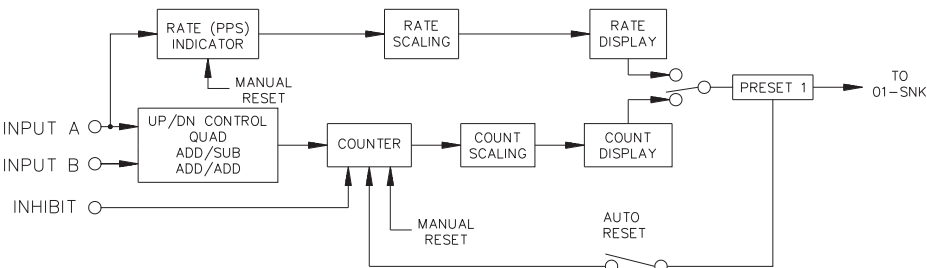 RATE (PPS)
INDICATOR
RATE
SCALING
RATE
DISPLAY
MANUAL
RESET
PRESET 1
TO
01-SNK
INPUT A
INPUT B
INHIBIT
UP/DN CONTROL
QUAD
ADD/SUB
ADD/ADD
COUNTER
COUNT
SCALING
COUNT
DISPLAY
MANUAL
RESET
AUTO
RESET